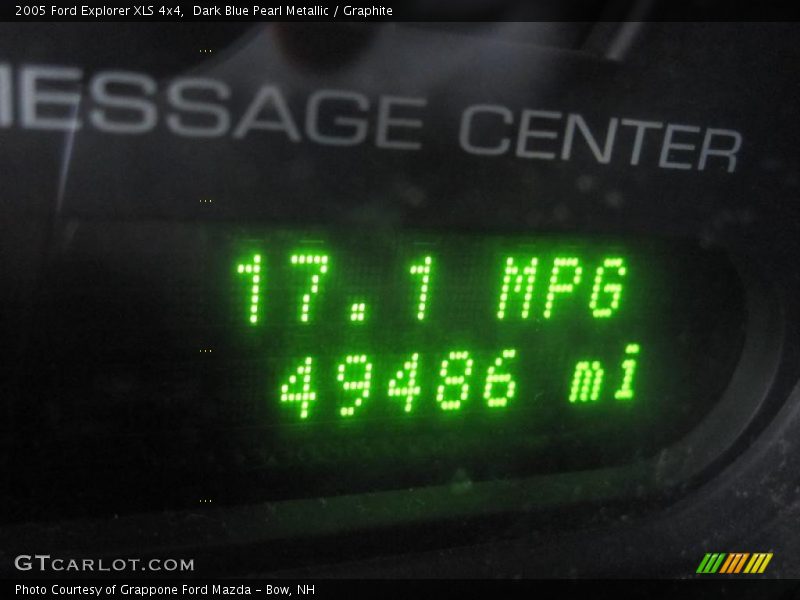 2005 Ford Explorer XLS 4x4, Dark Blue Pearl Metallic / Graphite
MESSAGE CENTER
17.1 MPG
49486 mi
GTCARLOT.COM
Photo Courtesy of Grappone Ford Mazda - Bow, NH